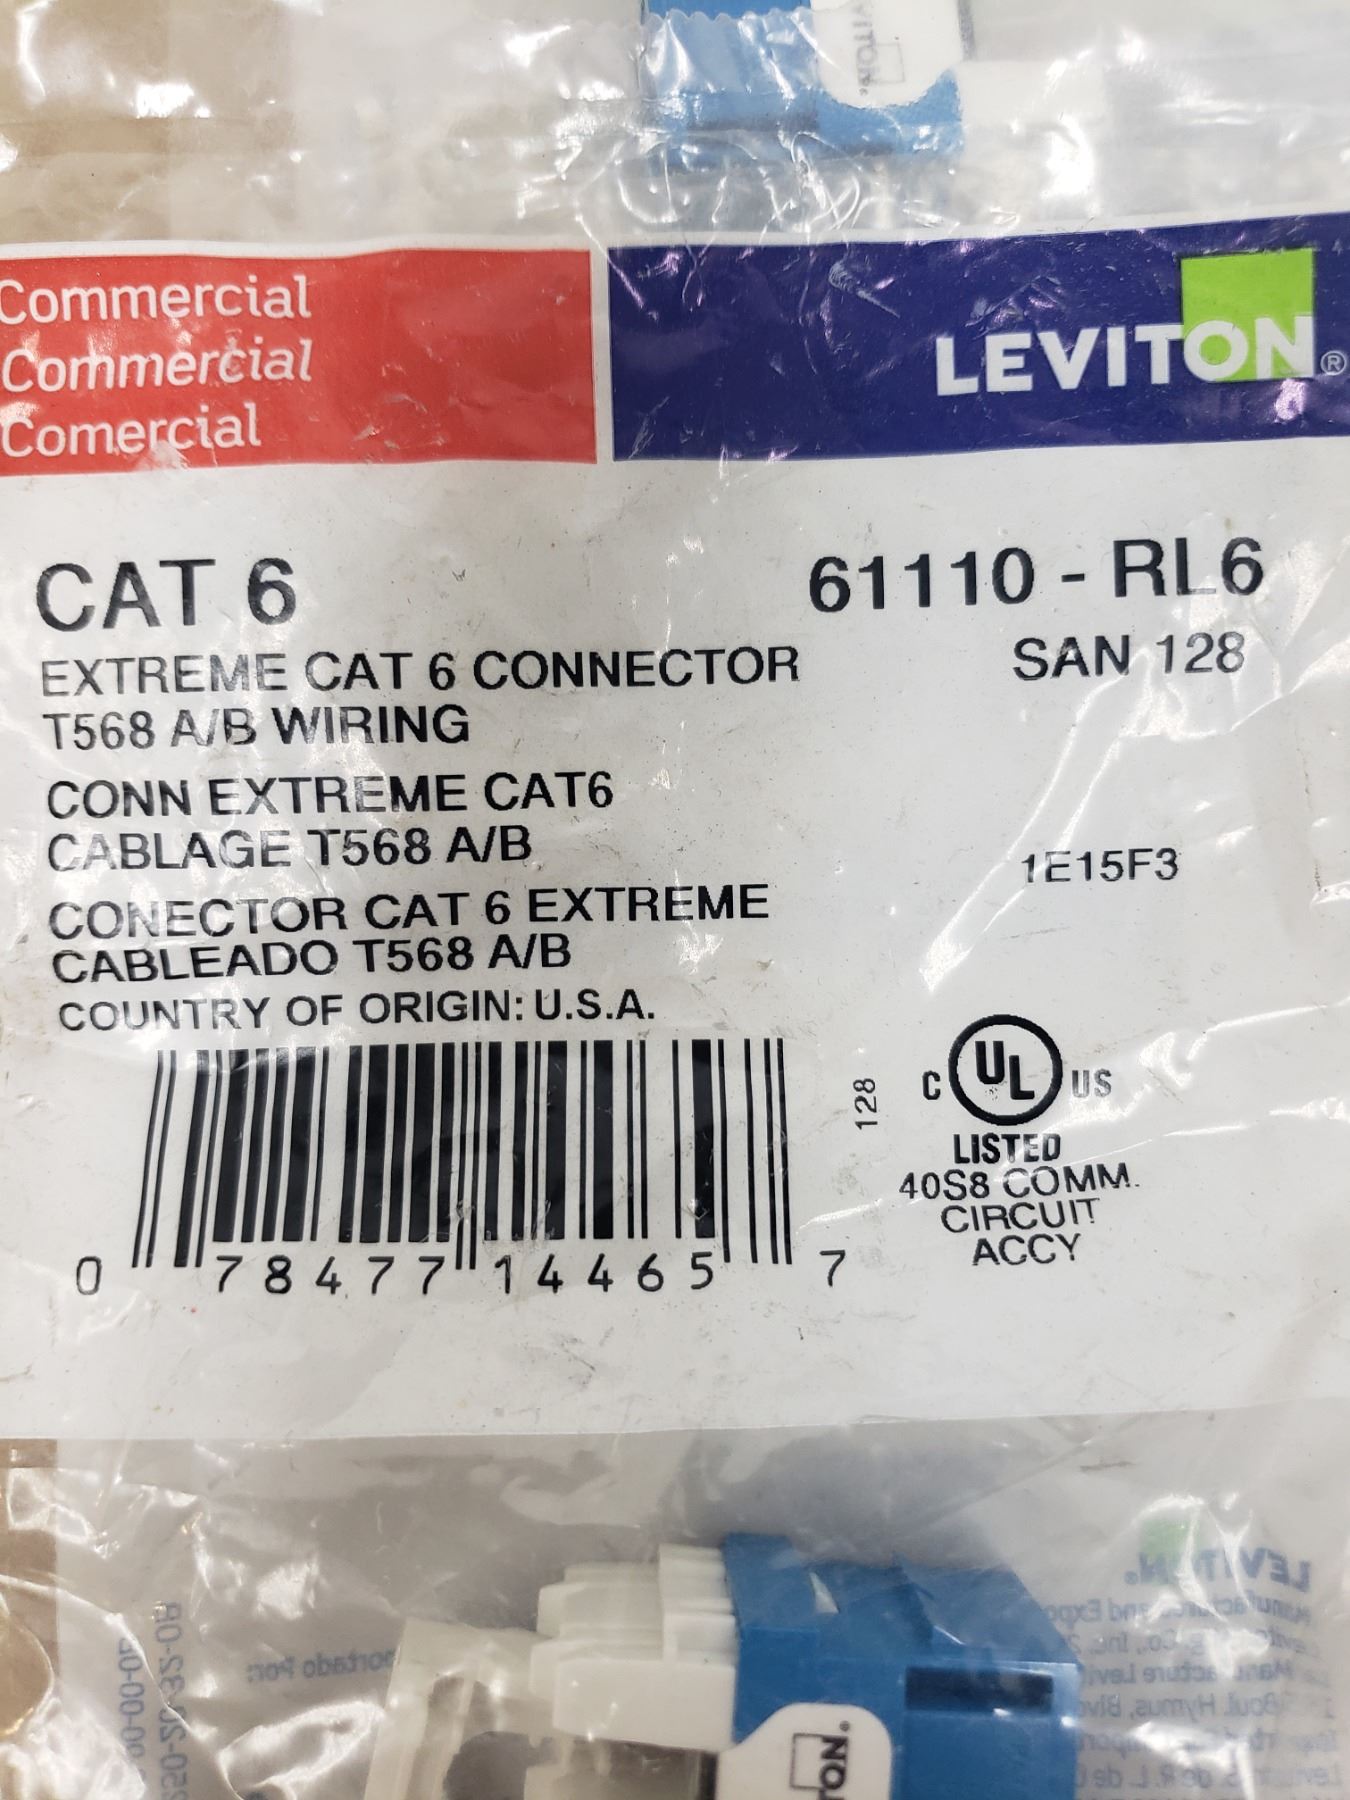 Commercial
Commercial
Comercial
LEVITON®
CAT 6
61110 - RL6
SAN 128
EXTREME CAT 6 CONNECTOR
T568 A/B WIRING
CONN EXTREME CAT6
CABLAGE T568 A/B
1E15F3
CONECTOR CAT 6 EXTREME
CABLEADO T568 A/B
COUNTRY OF ORIGIN: U.S.A.
128
C UL US
LISTED
40S8 COMM.
CIRCUIT
ACCY
0 78477 14465 7
LEVITON.